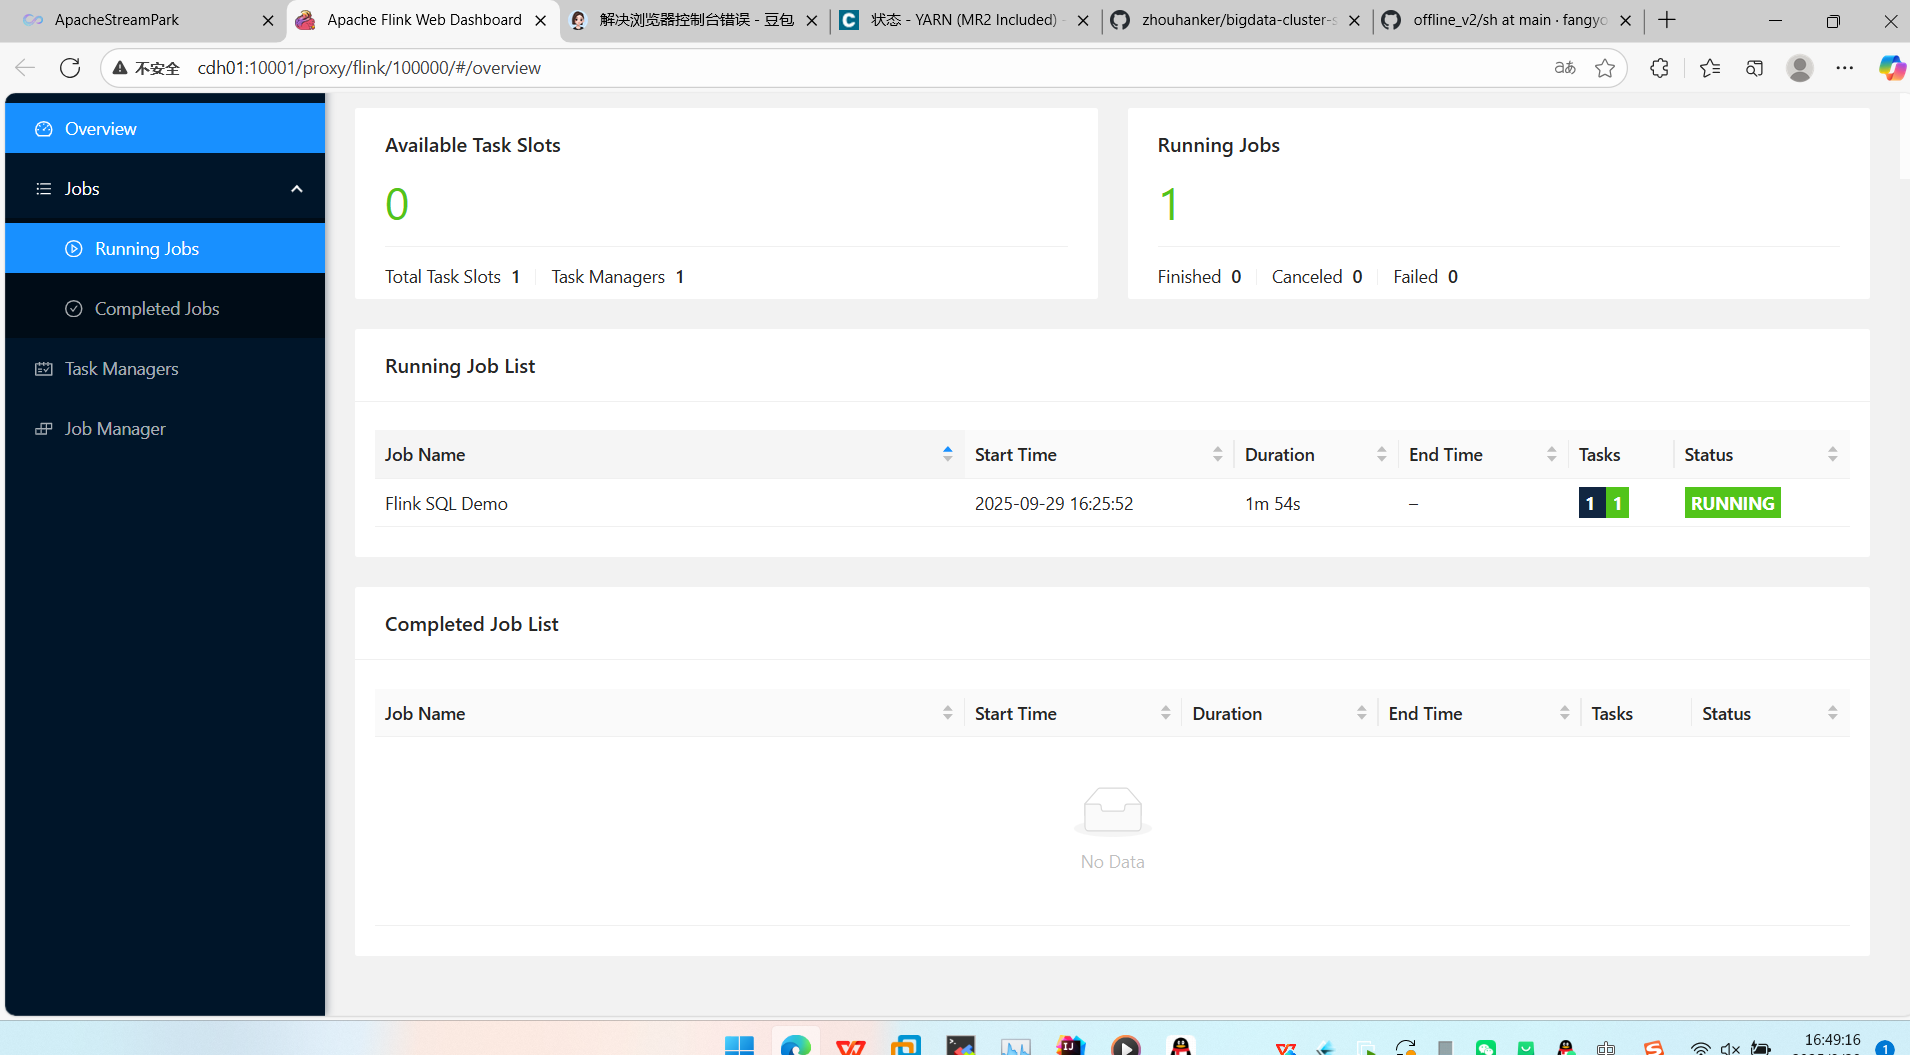 ApacheStreamPark
Apache Flink Web Dashboard
解决浏览器控制台错误 - 豆包
状态 - YARN (MR2 Included) -
zhouhanker/bigdata-cluster-s
offline_v2/sh at main · fangyo
不安全
cdh01:10001/proxy/flink/100000/#/overview
aあ
Overview
Jobs
Running Jobs
Completed Jobs
Task Managers
Job Manager
Available Task Slots
0
Total Task Slots 1
Task Managers 1
Running Jobs
1
Finished 0
Canceled 0
Failed 0
Running Job List
Job Name Start Time Duration End Time Tasks Status
Flink SQL Demo 2025-09-29 16:25:52 1m 54s – 1 1 RUNNING
Completed Job List
Job Name Start Time Duration End Time Tasks Status
No Data
中
16:49:16
1